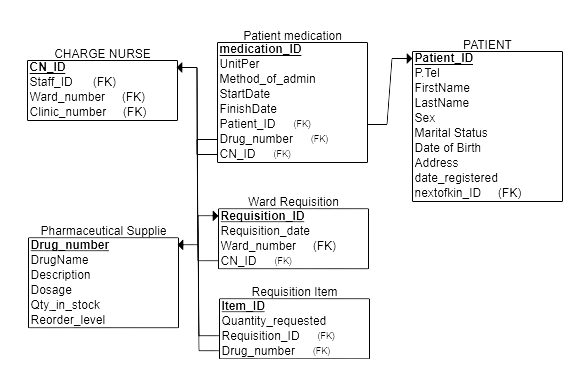 Patient medication
medication_ID
UnitPer
Method_of_admin
StartDate
FinishDate
Patient_ID (FK)
Drug_number (FK)
CN_ID (FK)
CHARGE NURSE
CN_ID
Staff_ID (FK)
Ward_number (FK)
Clinic_number (FK)
PATIENT
Patient_ID
P.Tel
FirstName
LastName
Sex
Marital Status
Date of Birth
Address
date_registered
nextofkin_ID (FK)
Ward Requisition
Requisition_ID
Requisition_date
Ward_number (FK)
CN_ID (FK)
Pharmaceutical Supplie
Drug_number
DrugName
Description
Dosage
Qty_in_stock
Reorder_level
Requisition Item
Item_ID
Quantity_requested
Requisition_ID (FK)
Drug_number (FK)